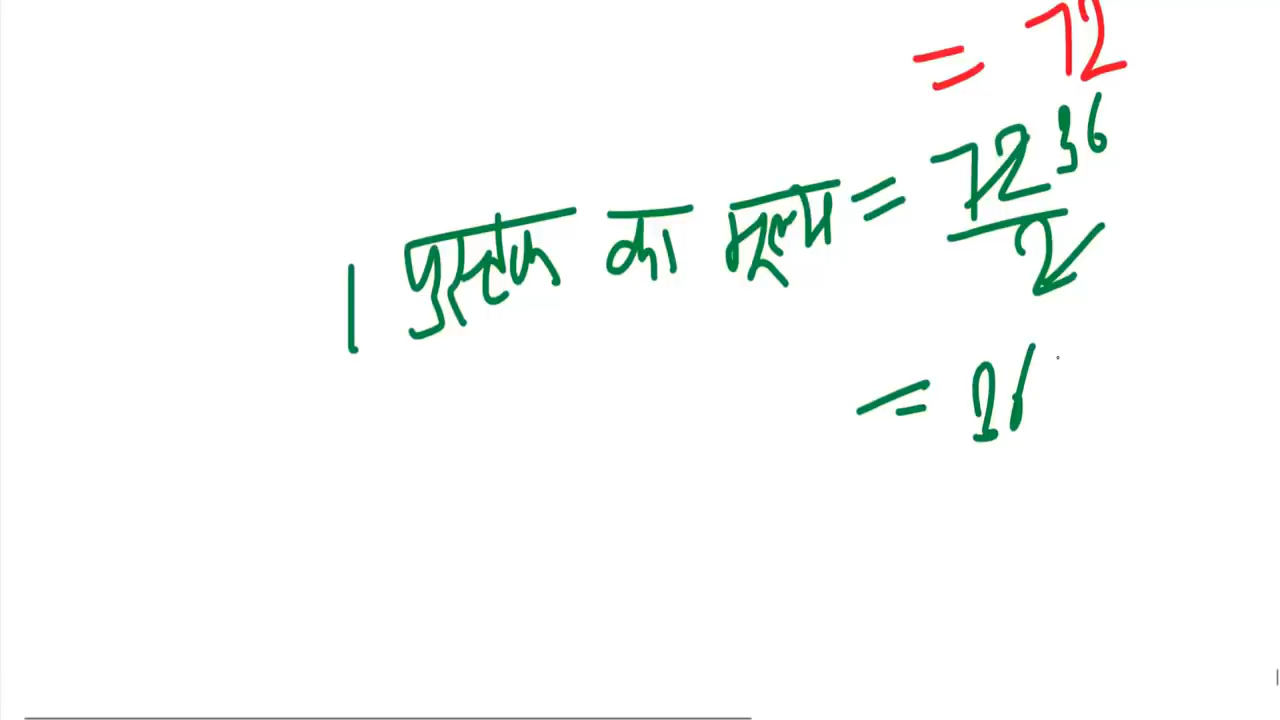 = 72
36
1 पुस्तक का मूल्य = 72
2
= 36